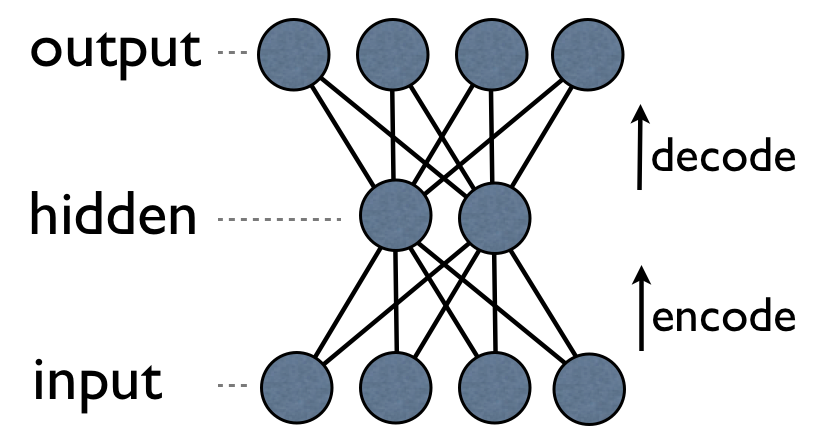 output
decode
hidden
encode
input